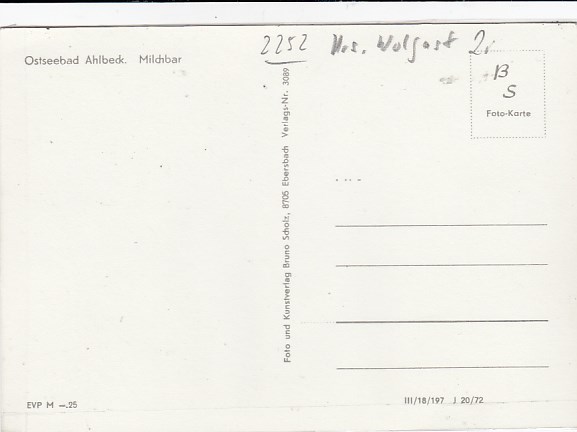 2252 Krs. Wolgast 2,
Ostseebad Ahlbeck. Milchbar
B
S
Foto-Karte
Foto und Kunstverlag Bruno Scholz, 8705 Ebersbach Verlags-Nr. 3089
EVP M —.25
III/18/197 J 20/72